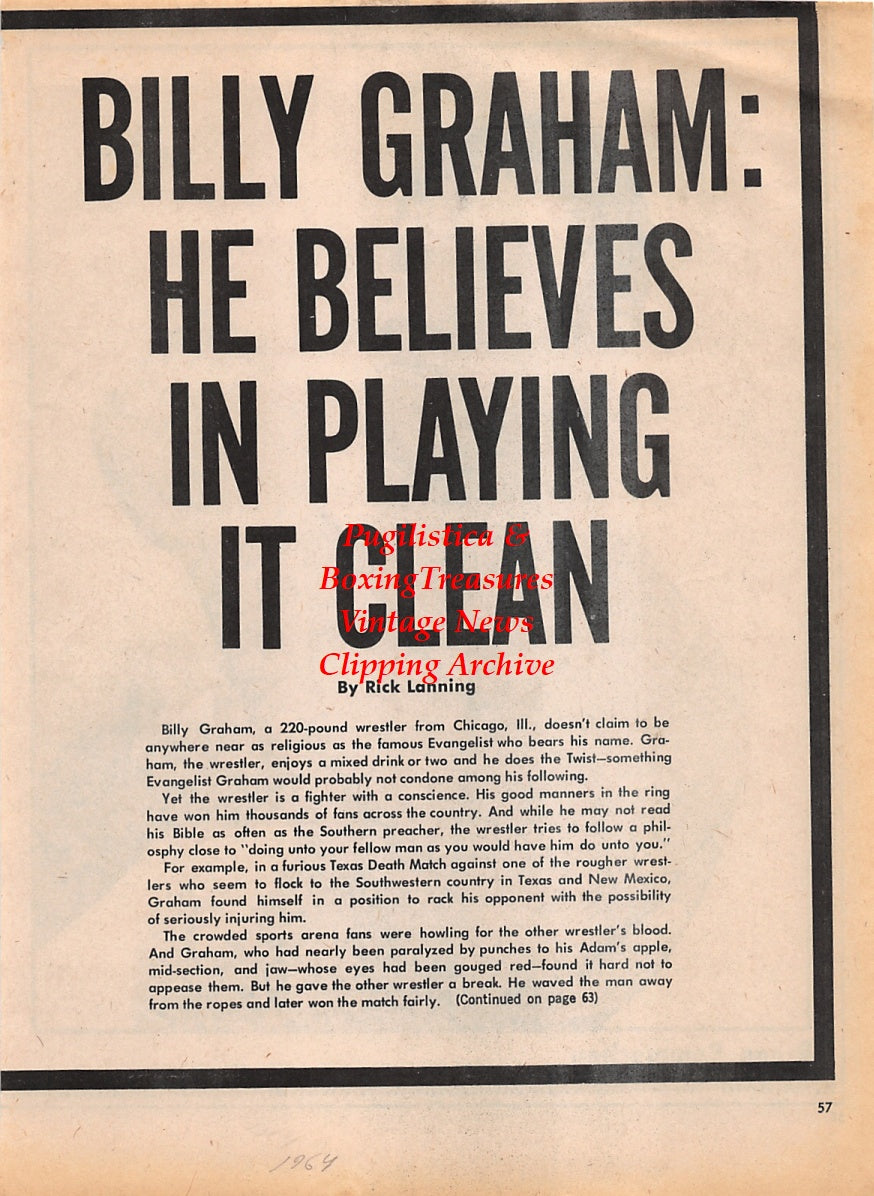 BILLY GRAHAM:
HE BELIEVES
IN PLAYING
IT CLEAN
Pugilistica &
BoxingTreasures
Vintage News
Clipping Archive
By Rick Lanning
Billy Graham, a 220-pound wrestler from Chicago, Ill., doesn't claim to be
anywhere near as religious as the famous Evangelist who bears his name. Gra-
ham, the wrestler, enjoys a mixed drink or two and he does the Twist—something
Evangelist Graham would probably not condone among his following.
Yet the wrestler is a fighter with a conscience. His good manners in the ring
have won him thousands of fans across the country. And while he may not read
his Bible as often as the Southern preacher, the wrestler tries to follow a phil-
osphy close to "doing unto your fellow man as you would have him do unto you."
For example, in a furious Texas Death Match against one of the rougher wrest-
lers who seem to flock to the Southwestern country in Texas and New Mexico,
Graham found himself in a position to rack his opponent with the possibility
of seriously injuring him.
The crowded sports arena fans were howling for the other wrestler's blood.
And Graham, who had nearly been paralyzed by punches to his Adam's apple,
mid-section, and jaw—whose eyes had been gouged red—found it hard not to
appease them. But he gave the other wrestler a break. He waved the man away
from the ropes and later won the match fairly. (Continued on page 63)
57
1964